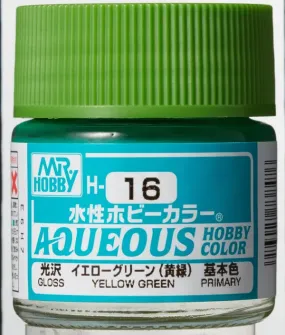 MR HOBBY
H- 16
水性ホビーカラー®
AQUEOUS HOBBY COLOR
光沢 イエローグリーン(黄緑) 基本色
GLOSS YELLOW GREEN PRIMARY